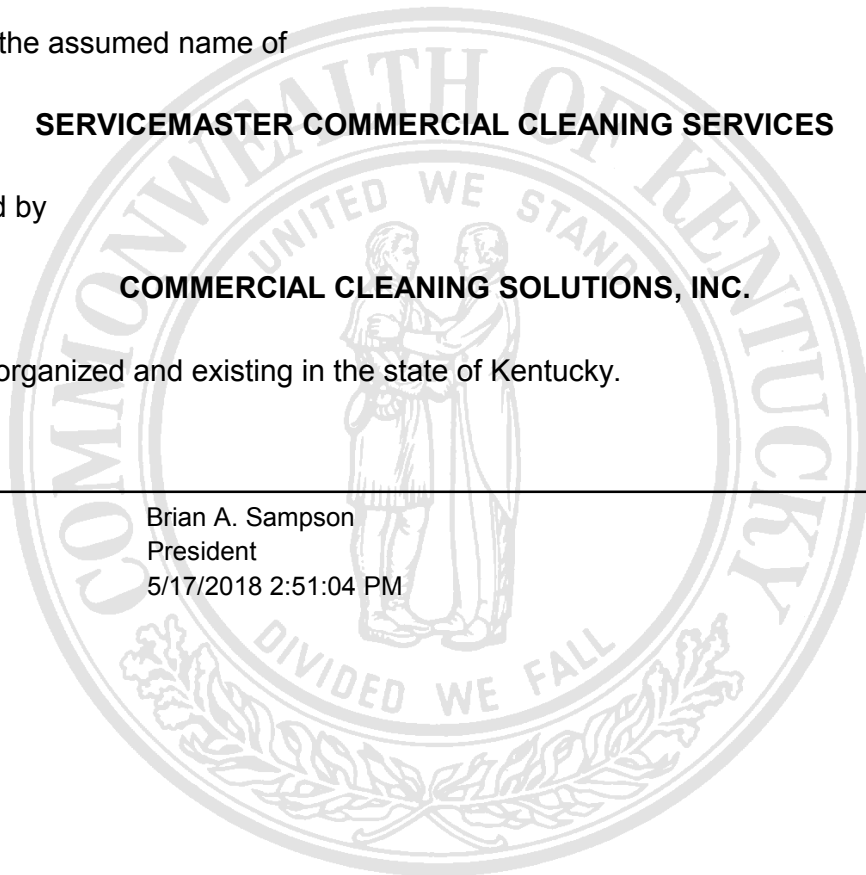 the assumed name of
SERVICEMASTER COMMERCIAL CLEANING SERVICES
d by
COMMERCIAL CLEANING SOLUTIONS, INC.
organized and existing in the state of Kentucky.
Brian A. Sampson
President
5/17/2018 2:51:04 PM
COMMONWEALTH OF KENTUCKY
UNITED WE STAND
DIVIDED WE FALL